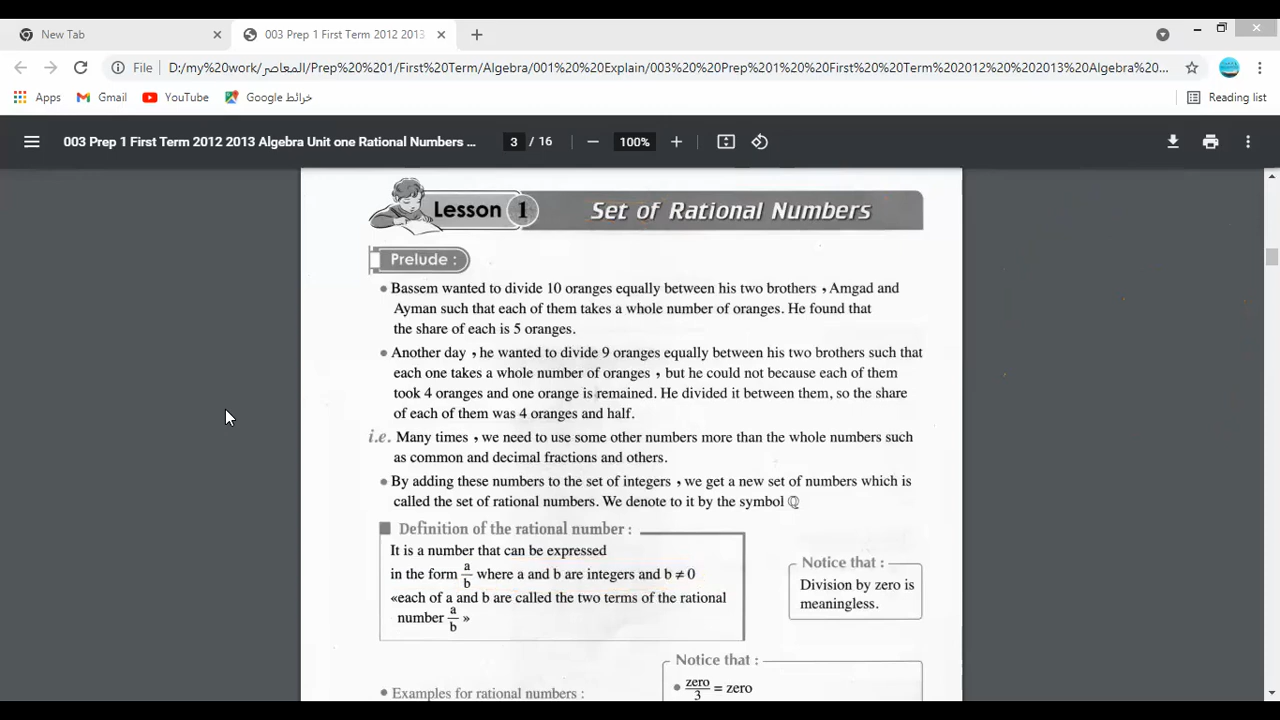 New Tab
003 Prep 1 First Term 2012 2013
File D:/my%20work/المعاصر/Prep%20%201/First%20Term/Algebra/001%20%20Explain/003%20%20Prep%201%20%20First%20%20Term%202012%20%202013%20Algebra%20...
Apps Gmail YouTube خرائط Google Reading list
003 Prep 1 First Term 2012 2013 Algebra Unit one Rational Numbers ... 3 / 16 100%
Lesson 1 Set of Rational Numbers
Prelude :
• Bassem wanted to divide 10 oranges equally between his two brothers , Amgad and
Ayman such that each of them takes a whole number of oranges. He found that
the share of each is 5 oranges.
• Another day , he wanted to divide 9 oranges equally between his two brothers such that
each one takes a whole number of oranges , but he could not because each of them
took 4 oranges and one orange is remained. He divided it between them, so the share
of each of them was 4 oranges and half.
i.e. Many times , we need to use some other numbers more than the whole numbers such
as common and decimal fractions and others.
• By adding these numbers to the set of integers , we get a new set of numbers which is
called the set of rational numbers. We denote to it by the symbol ℚ
Definition of the rational number :
It is a number that can be expressed
in the form a/b where a and b are integers and b ≠ 0
«each of a and b are called the two terms of the rational
number a/b »
Notice that :
Division by zero is
meaningless.
• Examples for rational numbers :
Notice that :
• zero/3 = zero